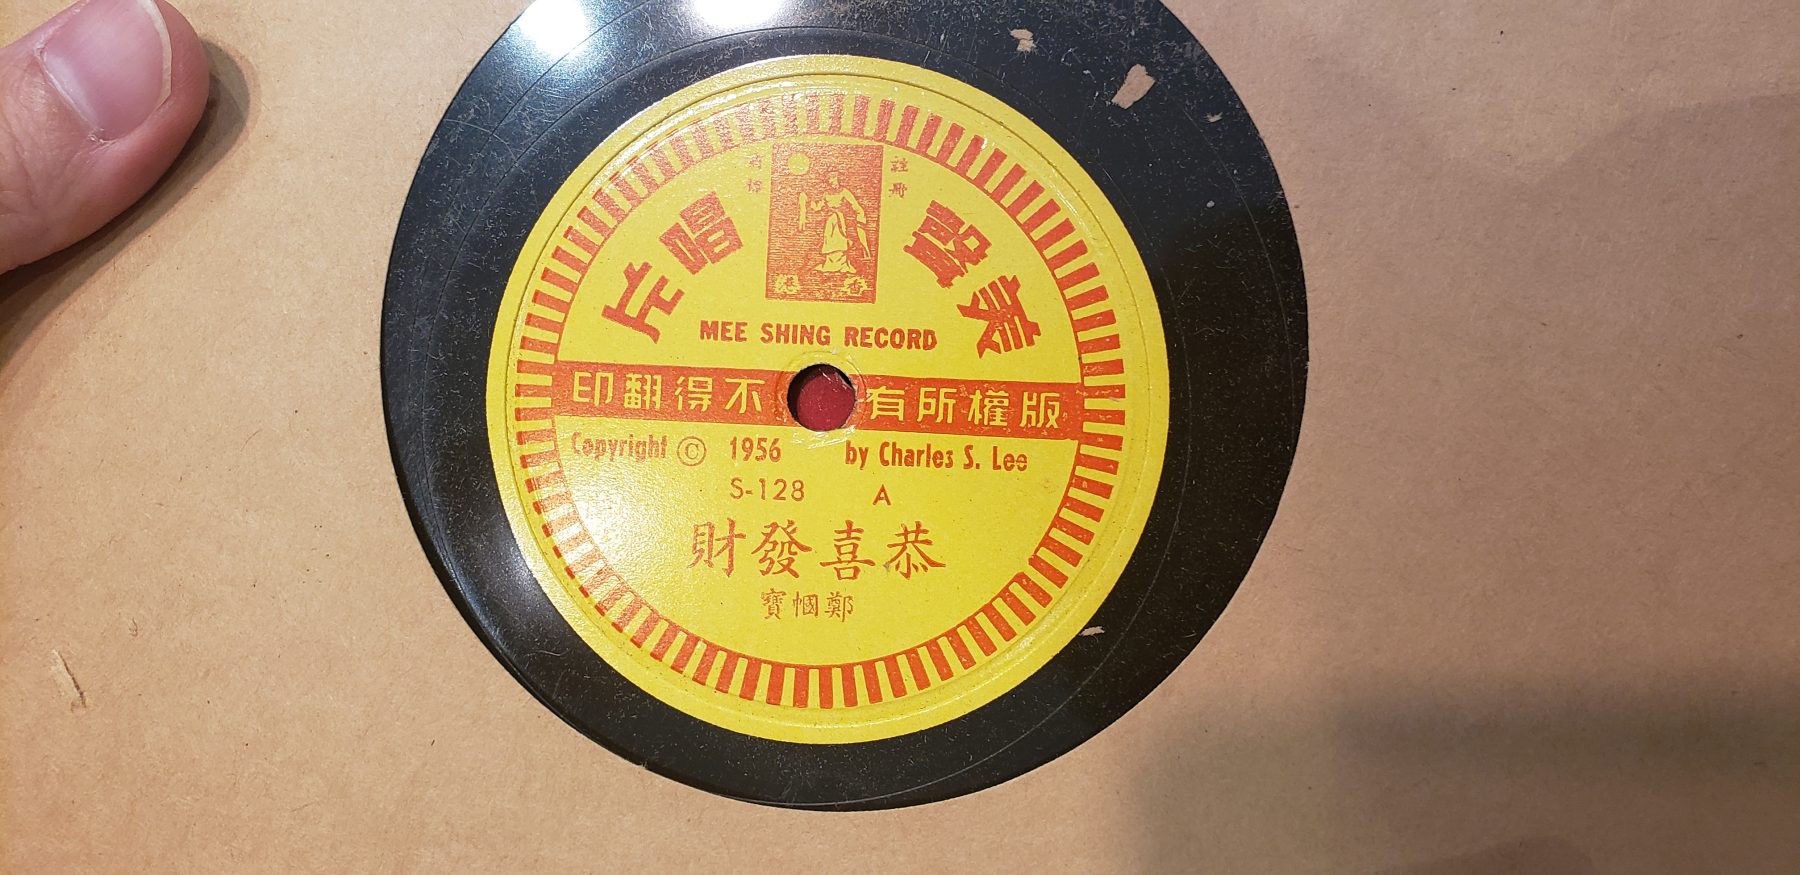 註冊商標
美聲唱片
香港
MEE SHING RECORD
版權所有 不得翻印
Copyright © 1956 by Charles S. Lee
S-128 A
恭喜發財
鄭幗寶